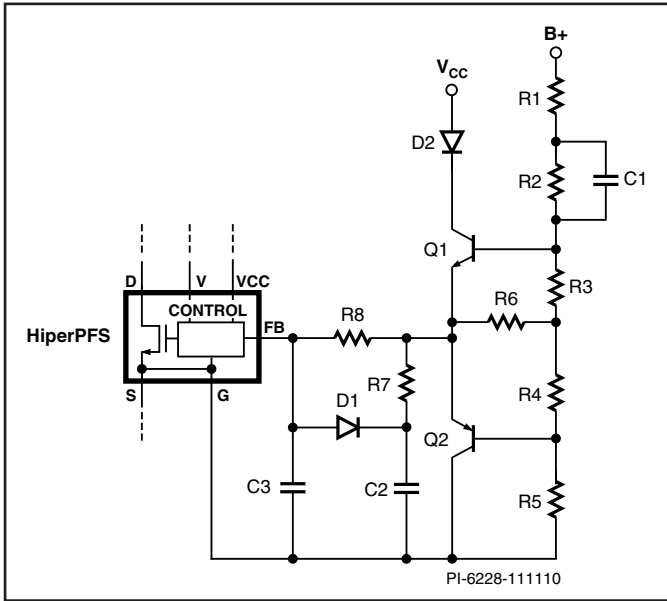 B+
V_CC
R1
D2
R2
C1
Q1
R3
D
V
VCC
CONTROL
FB
R8
R6
HiperPFS
R7
R4
S
G
D1
Q2
C3
C2
R5
PI-6228-111110